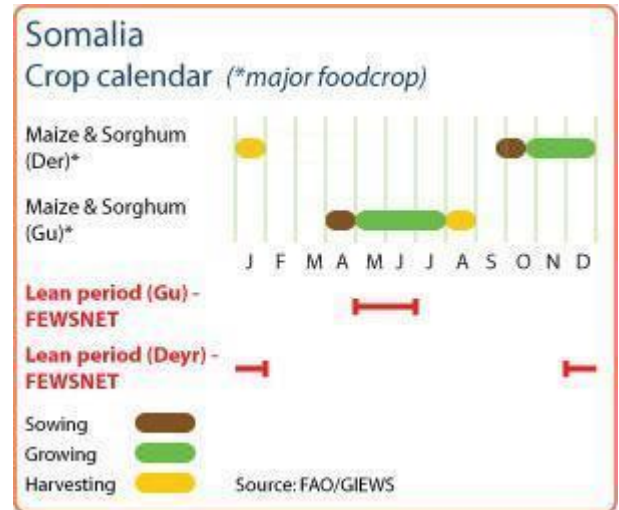 Somalia
Crop calendar (*major foodcrop)
Maize & Sorghum
(Der)*
Maize & Sorghum
(Gu)*
J F M A M J J A S O N D
Lean period (Gu) -
FEWSNET
Lean period (Deyr) -
FEWSNET
Sowing
Growing
Harvesting
Source: FAO/GIEWS